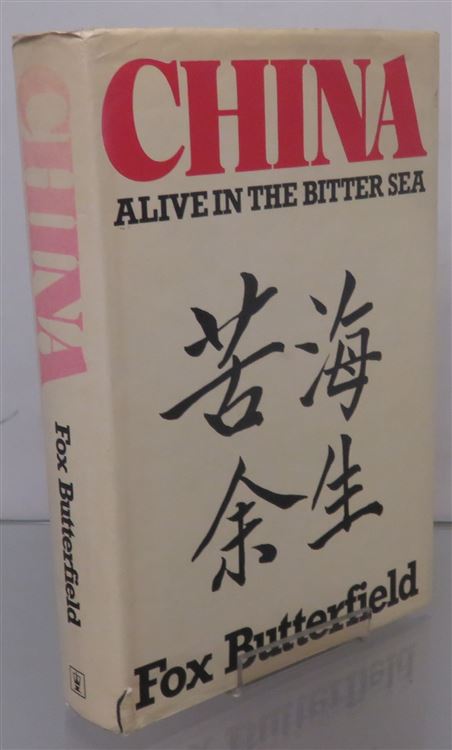 CHINA
ALIVE IN THE BITTER SEA
苦海
余生
Fox Butterfield
CHINA
Fox Butterfield